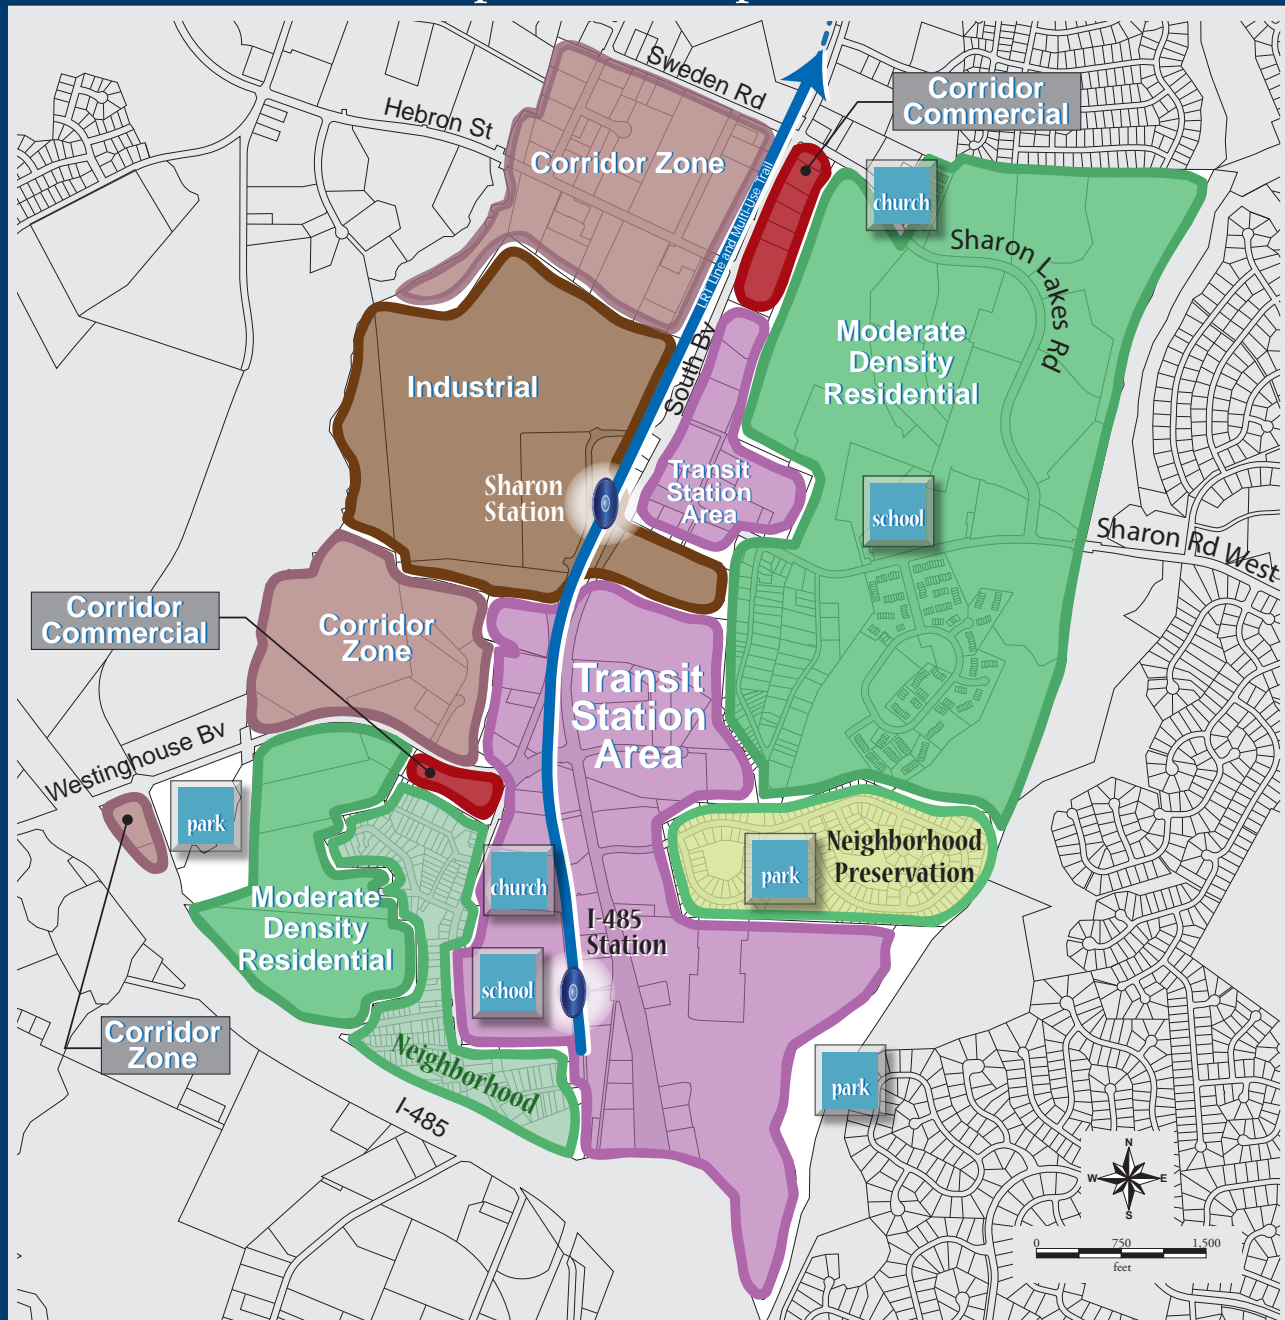 Sweden Rd
Hebron St
Corridor
Commercial
Corridor Zone
church
LRT Line and Multi-Use Trail
Sharon Lakes Rd
South Bv
Moderate
Density
Residential
Industrial
Transit
Station
Area
Sharon
Station
school
Sharon Rd West
Corridor
Commercial
Corridor
Zone
Transit
Station
Area
Westinghouse Bv
park
Neighborhood
Preservation
park
church
Moderate
Density
Residential
I-485
Station
school
Corridor
Zone
Neighborhood
park
I-485
N
W E
S
0 750 1,500
feet